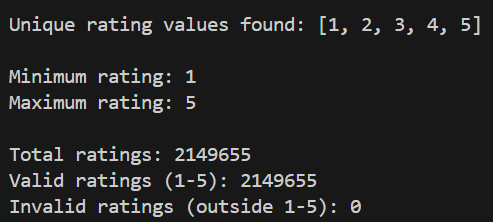 Unique rating values found: [1, 2, 3, 4, 5]
Minimum rating: 1
Maximum rating: 5
Total ratings: 2149655
Valid ratings (1-5): 2149655
Invalid ratings (outside 1-5): 0